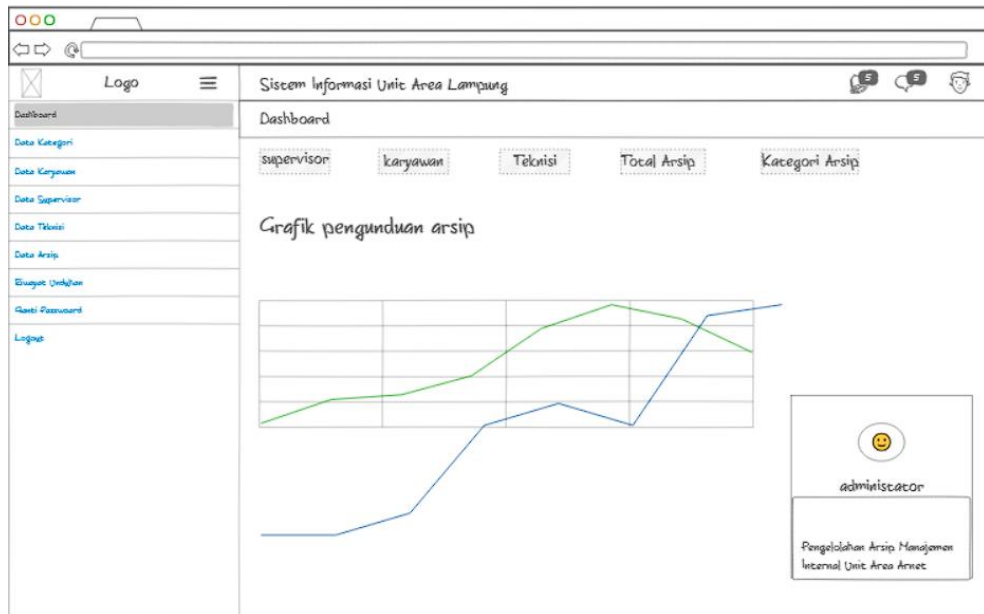 Logo
Sistem Informasi Unit Area Lampung
5
5
Dashboard
Dashboard
Data Kategori
Data Karyawan
Data Supervisor
Data Teknisi
Data Arsip
Riwayat Unduhan
Ganti Password
Logout
supervisor
karyawan
Teknisi
Total Arsip
Kategori Arsip
Grafik pengunduan arsip
administator
Pengelolahan Arsip Manajemen
Internal Unit Area Arnet